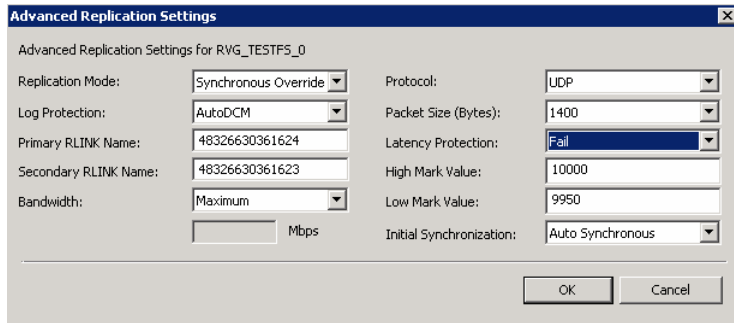 Advanced Replication Settings
Advanced Replication Settings for RVG_TESTFS_0
Replication Mode: Synchronous Override Protocol: UDP
Log Protection: AutoDCM Packet Size (Bytes): 1400
Primary RLINK Name: 48326630361624 Latency Protection: Fail
Secondary RLINK Name: 48326630361623 High Mark Value: 10000
Bandwidth: Maximum Low Mark Value: 9950
Mbps Initial Synchronization: Auto Synchronous
OK Cancel